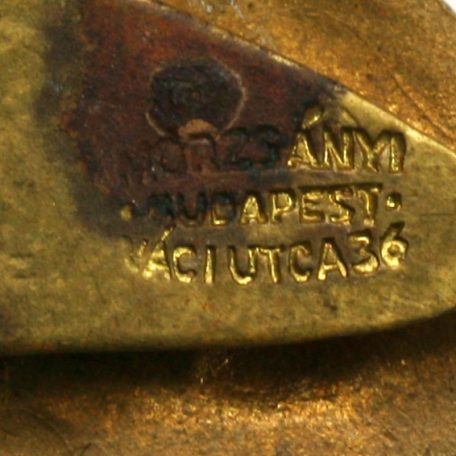 MORZSÁNYI
·BUDAPEST·
VÁCI UTCA 36